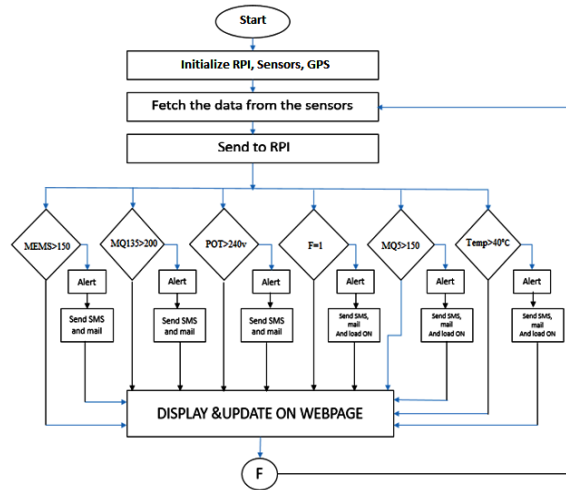 Start
Initialize RPI, Sensors, GPS
Fetch the data from the sensors
Send to RPI
MEMS>150
MQ135>200
POT>240v
F=1
MQ5>150
Temp>40°C
Alert
Alert
Alert
Alert
Alert
Alert
Send SMS
and mail
Send SMS
and mail
Send SMS
and mail
Send SMS,
mail
And load ON
Send SMS,
mail
And load ON
Send SMS,
mail
And load ON
DISPLAY &UPDATE ON WEBPAGE
F